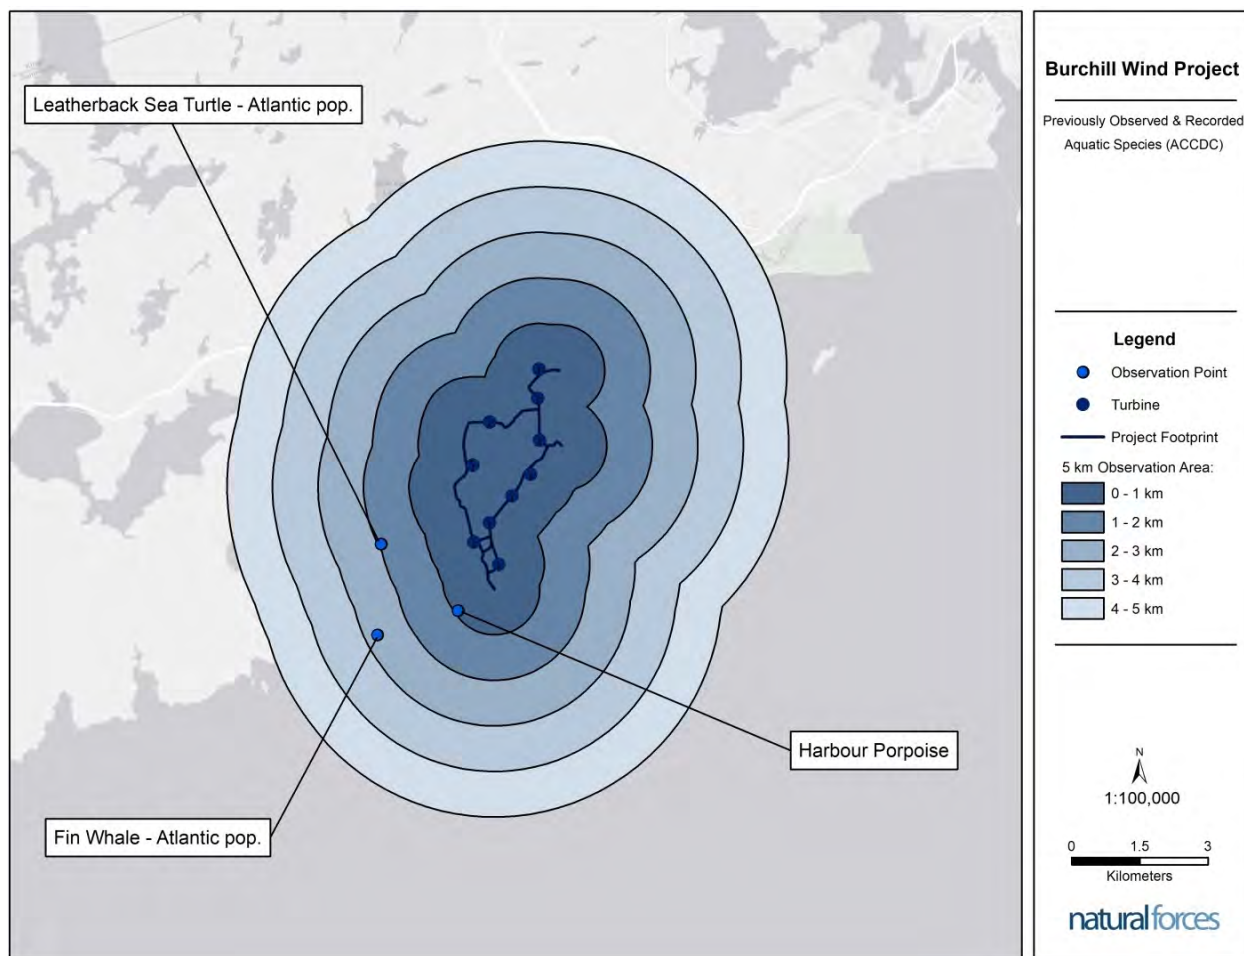 Leatherback Sea Turtle - Atlantic pop.
Harbour Porpoise
Fin Whale - Atlantic pop.
Burchill Wind Project
Previously Observed & Recorded
Aquatic Species (ACCDC)
Legend
Observation Point
Turbine
Project Footprint
5 km Observation Area:
0 - 1 km
1 - 2 km
2 - 3 km
3 - 4 km
4 - 5 km
N
1:100,000
0 1.5 3
Kilometers
naturalforces